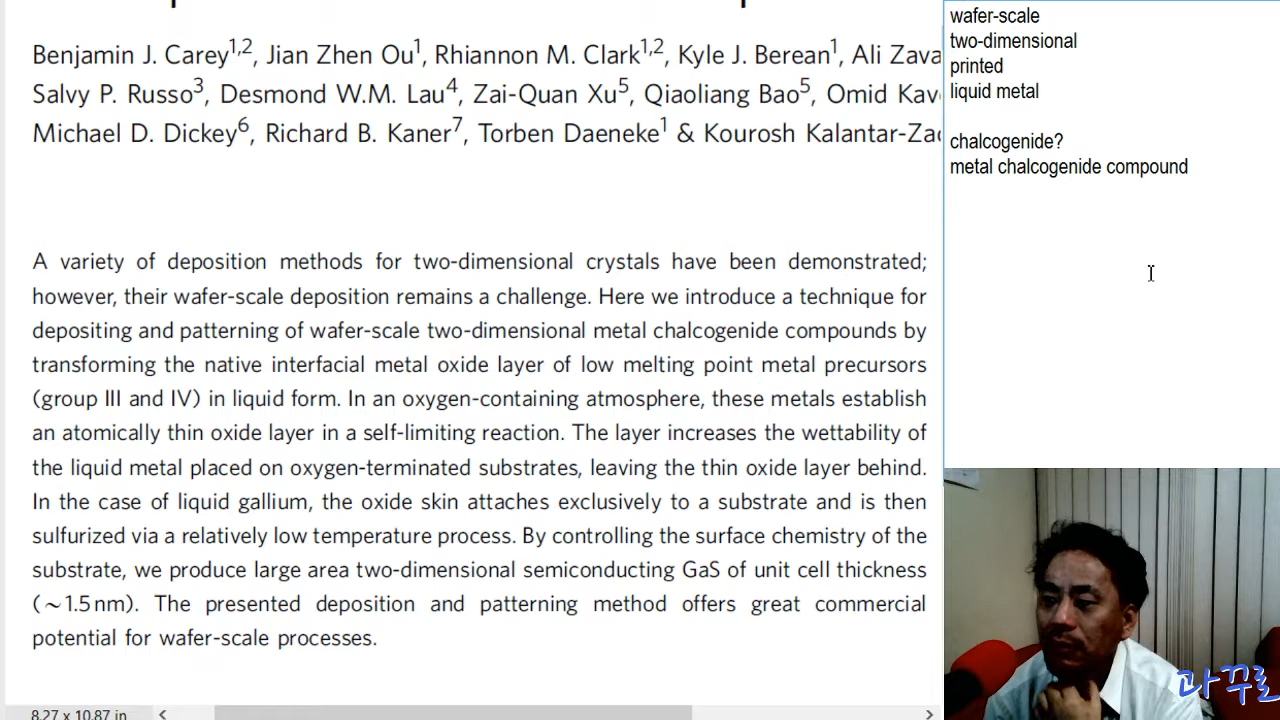 Benjamin J. Carey1,2, Jian Zhen Ou1, Rhiannon M. Clark1,2, Kyle J. Berean1, Ali Zava
Salvy P. Russo3, Desmond W.M. Lau4, Zai-Quan Xu5, Qiaoliang Bao5, Omid Kav
Michael D. Dickey6, Richard B. Kaner7, Torben Daeneke1 & Kourosh Kalantar-Zad
A variety of deposition methods for two-dimensional crystals have been demonstrated;
however, their wafer-scale deposition remains a challenge. Here we introduce a technique for
depositing and patterning of wafer-scale two-dimensional metal chalcogenide compounds by
transforming the native interfacial metal oxide layer of low melting point metal precursors
(group III and IV) in liquid form. In an oxygen-containing atmosphere, these metals establish
an atomically thin oxide layer in a self-limiting reaction. The layer increases the wettability of
the liquid metal placed on oxygen-terminated substrates, leaving the thin oxide layer behind.
In the case of liquid gallium, the oxide skin attaches exclusively to a substrate and is then
sulfurized via a relatively low temperature process. By controlling the surface chemistry of the
substrate, we produce large area two-dimensional semiconducting GaS of unit cell thickness
(~1.5 nm). The presented deposition and patterning method offers great commercial
potential for wafer-scale processes.
8.27 x 10.87 in
wafer-scale
two-dimensional
printed
liquid metal
chalcogenide?
metal chalcogenide compound
과꾸로